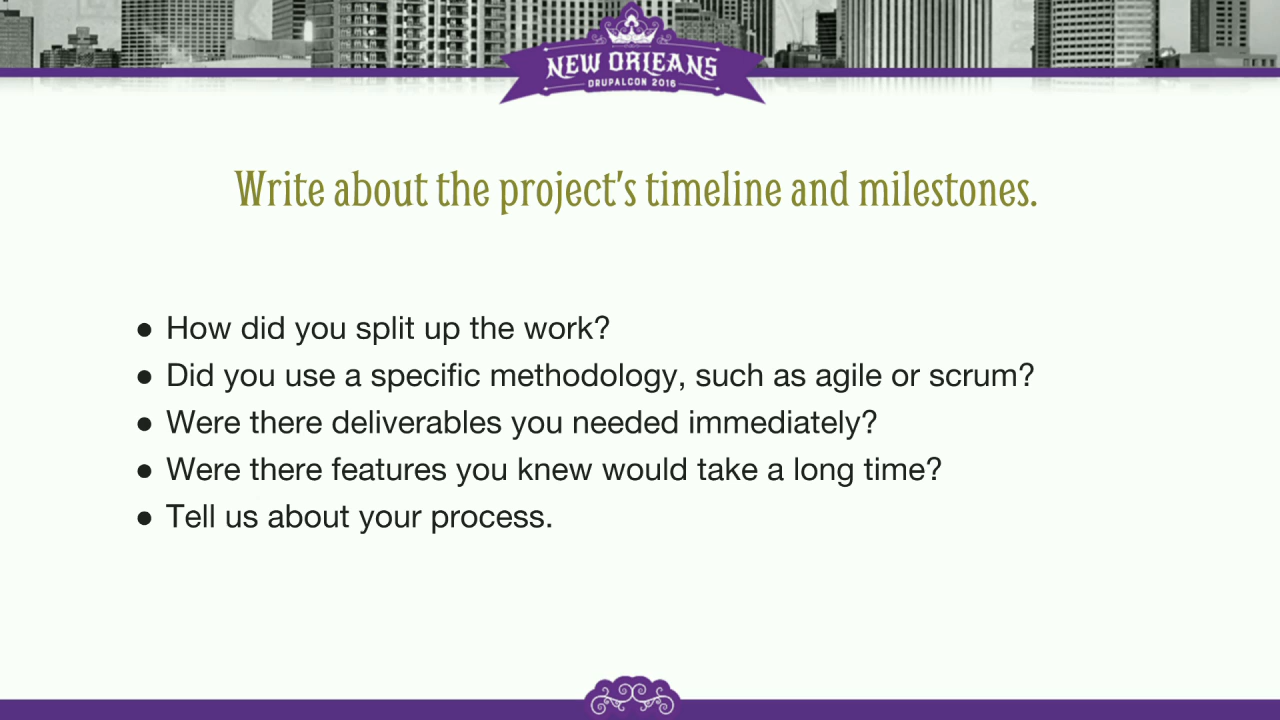 NEW ORLEANS
DRUPALCON 2016
Write about the project's timeline and milestones.
● How did you split up the work?
● Did you use a specific methodology, such as agile or scrum?
● Were there deliverables you needed immediately?
● Were there features you knew would take a long time?
● Tell us about your process.